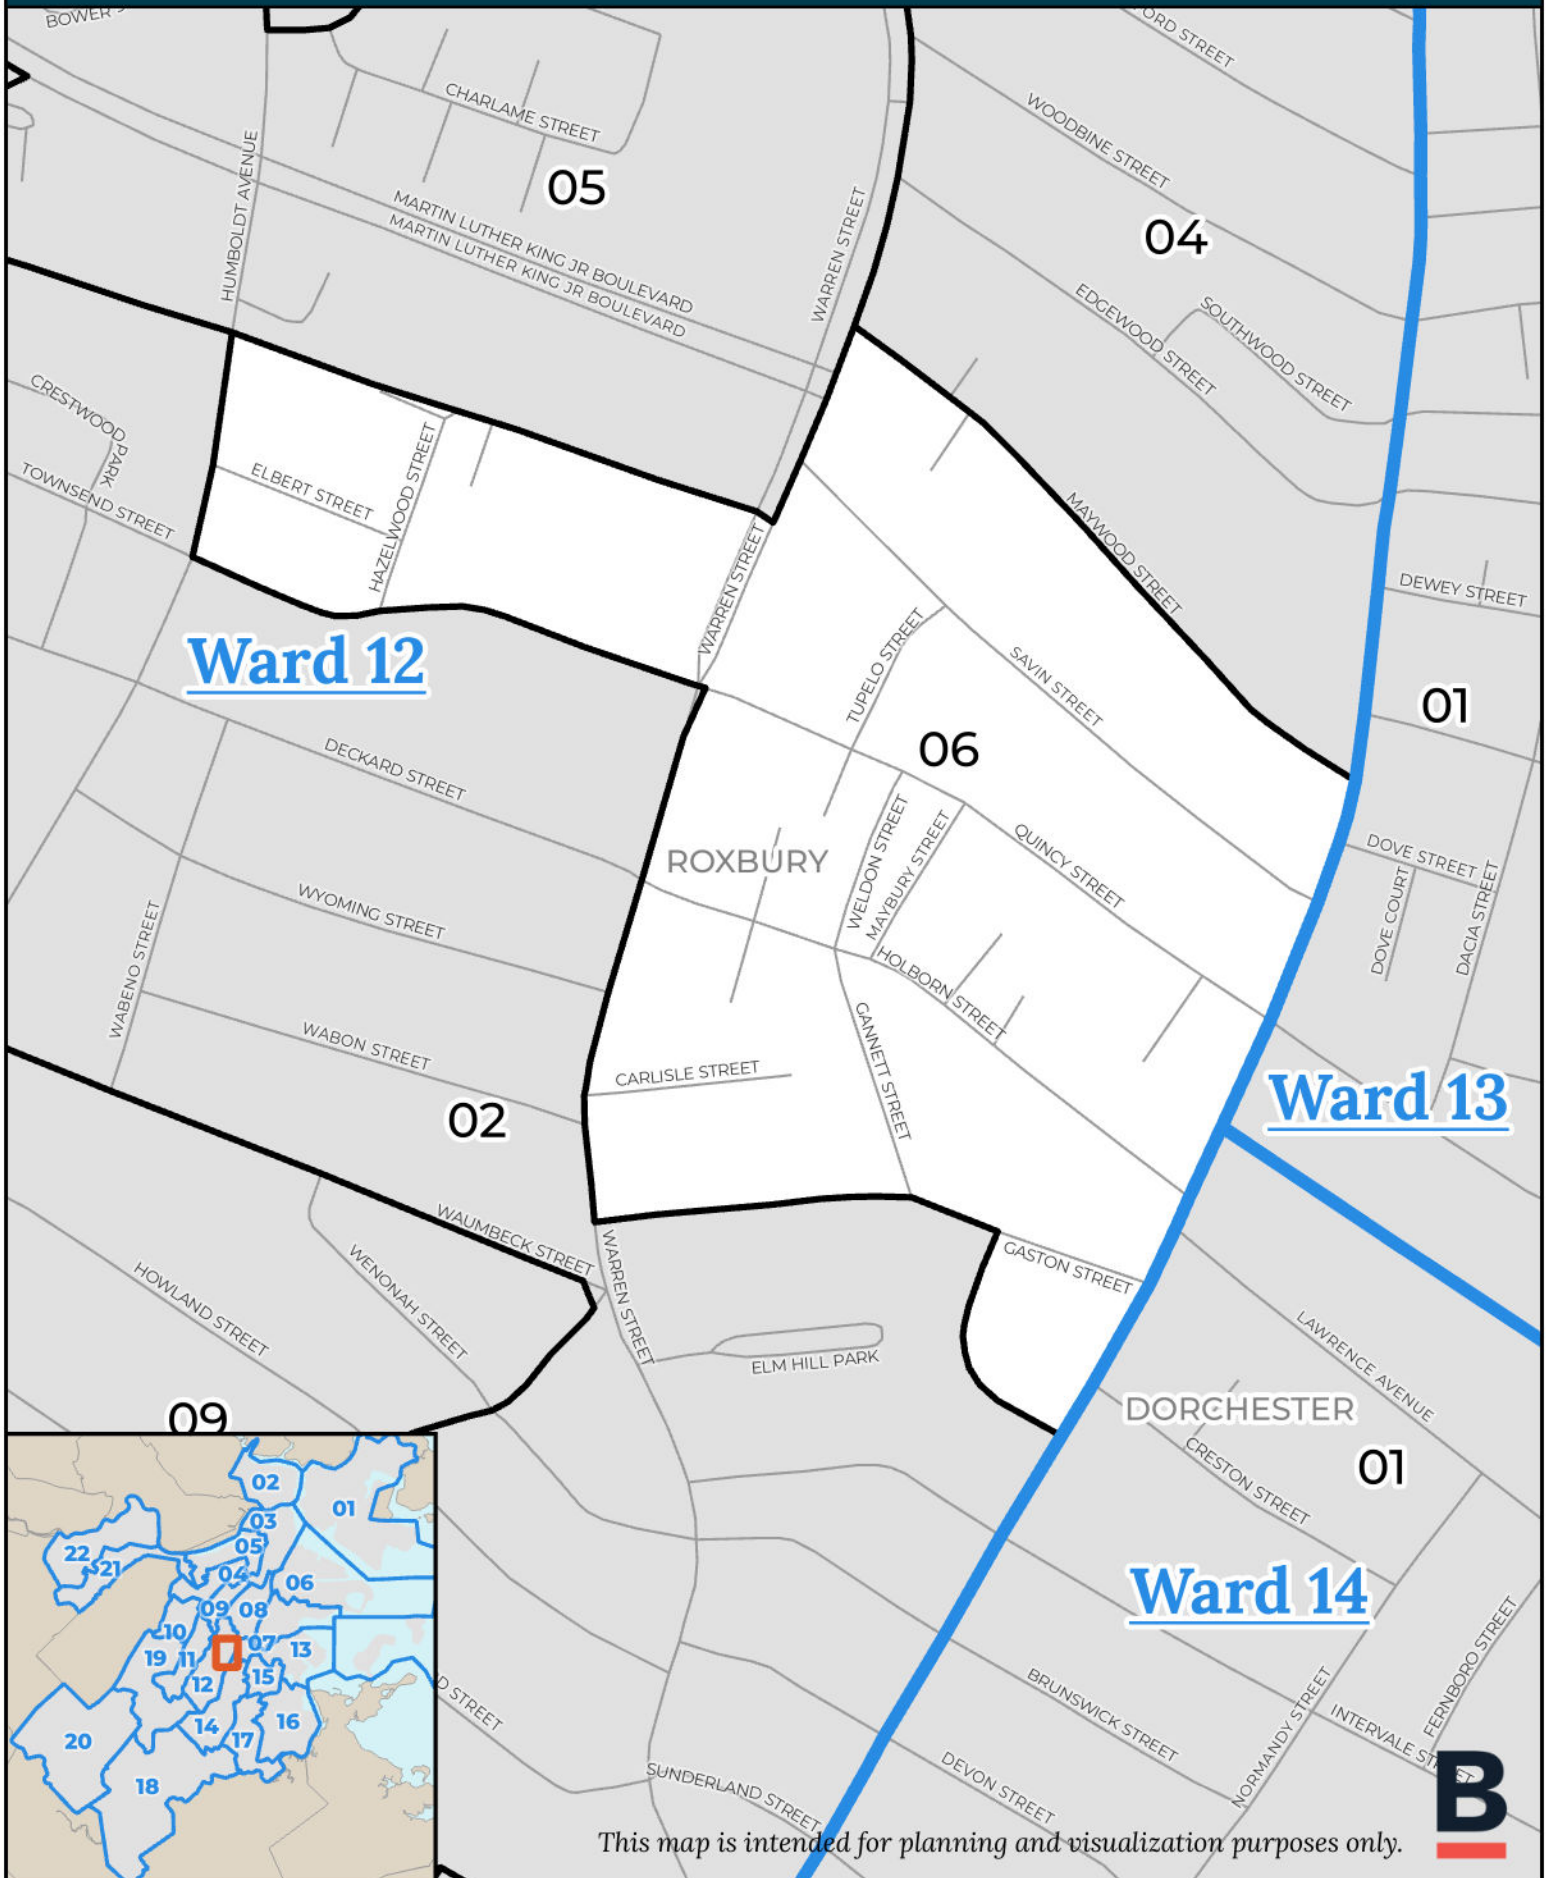 BOWER S
FORD STREET
CHARLAME STREET
WOODBINE STREET
05
HUMBOLDT AVENUE
MARTIN LUTHER KING JR BOULEVARD
MARTIN LUTHER KING JR BOULEVARD
WARREN STREET
04
EDGEWOOD STREET
SOUTHWOOD STREET
CRESTWOOD PARK
TOWNSEND STREET
ELBERT STREET
HAZELWOOD STREET
WARREN STREET
MAYWOOD STREET
DEWEY STREET
Ward 12
TUPELO STREET
SAVIN STREET
01
06
DECKARD STREET
ROXBURY
WELDON STREET
MAYBURY STREET
QUINCY STREET
DOVE STREET
DOVE COURT
DACIA STREET
WYOMING STREET
WABENO STREET
HOLBORN STREET
GANNETT STREET
WABON STREET
CARLISLE STREET
02
Ward 13
WAUMBECK STREET
WARREN STREET
GASTON STREET
HOWLAND STREET
WENONAH STREET
ELM HILL PARK
LAWRENCE AVENUE
09
DORCHESTER
CRESTON STREET
01
Ward 14
02
01
03
05
22
21
04
06
09
08
10
07
13
19
11
12
15
14
16
17
20
18
D STREET
BRUNSWICK STREET
NORMANDY STREET
FERNBORO STREET
INTERVALE STREET
SUNDERLAND STREET
DEVON STREET
This map is intended for planning and visualization purposes only.
B